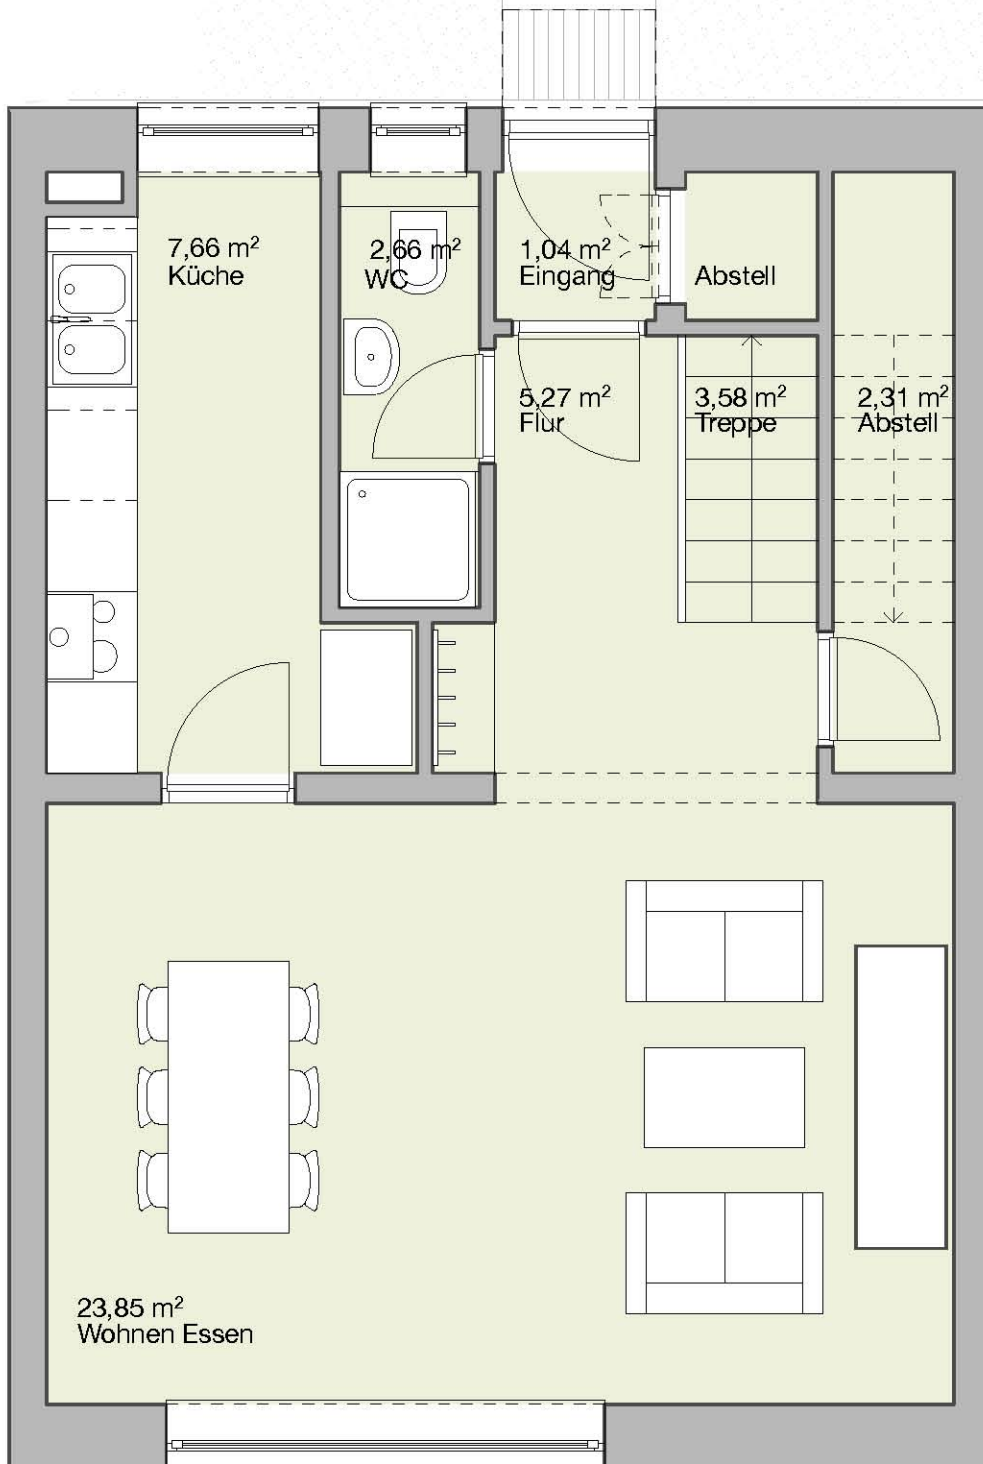 7,66 m²
Küche
2,66 m²
WC
1,04 m²
Eingang
Abstell
5,27 m²
Flur
3,58 m²
Treppe
2,31 m²
Abstell
23,85 m²
Wohnen Essen